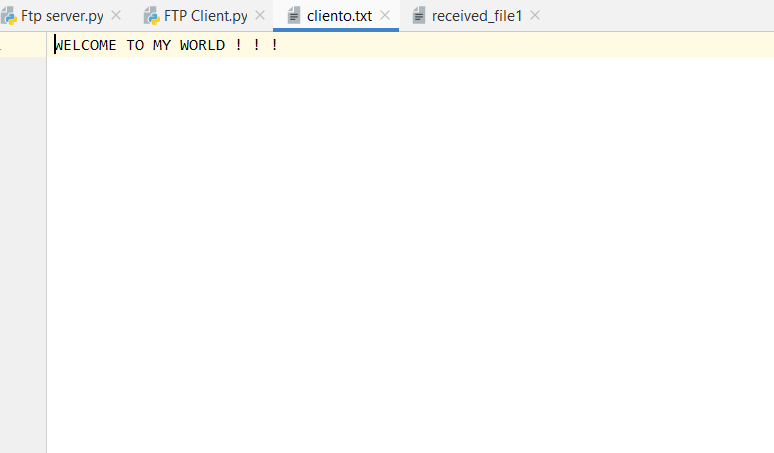 Ftp server.py FTP Client.py cliento.txt received_file1
WELCOME TO MY WORLD ! ! !